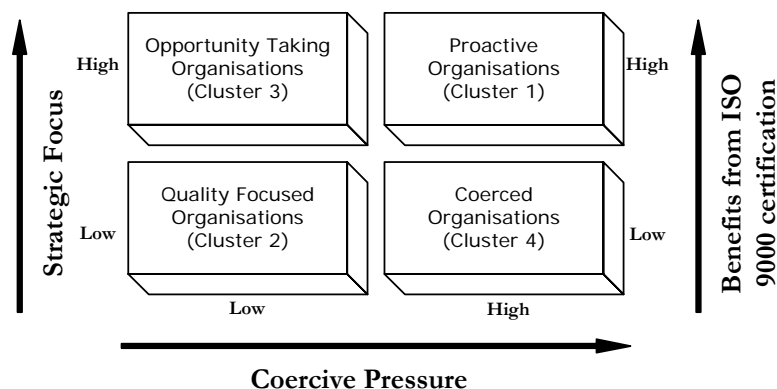 Strategic Focus
High
Opportunity Taking
Organisations
(Cluster 3)
Proactive
Organisations
(Cluster 1)
High
Low
Quality Focused
Organisations
(Cluster 2)
Coerced
Organisations
(Cluster 4)
Low
Benefits from ISO
9000 certification
Low
High
Coercive Pressure